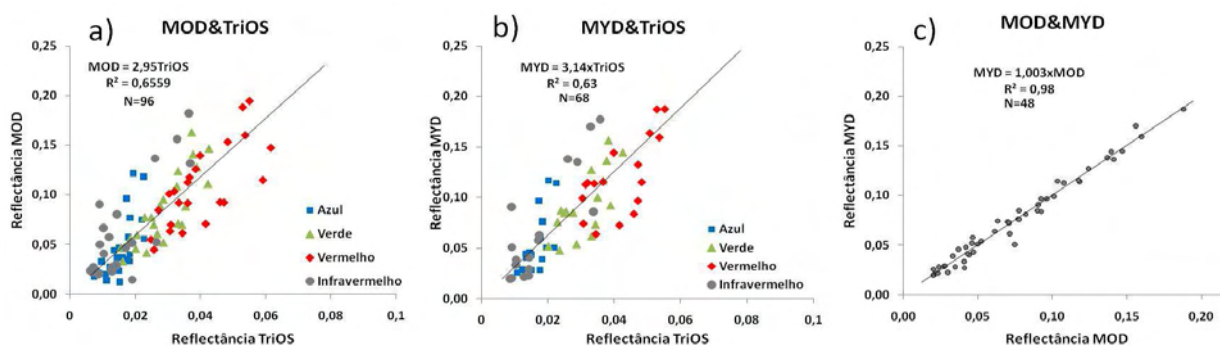 a)
MOD&TriOS
MOD = 2,95TriOS
R² = 0,6559
N=96
Reflectância MOD
0,25
0,20
0,15
0,10
0,05
0,00
0
0,02
0,04
0,06
0,08
0,1
Reflectância TriOS
Azul
Verde
Vermelho
Infravermelho
b)
MYD&TriOS
MYD = 3,14xTriOS
R² = 0,63
N=68
Reflectância MYD
0,25
0,20
0,15
0,10
0,05
0,00
0
0,02
0,04
0,06
0,08
0,1
Reflectância TriOS
Azul
Verde
Vermelho
Infravermelho
c)
MOD&MYD
MYD = 1,003xMOD
R² = 0,98
N=48
Reflectância MYD
0,25
0,20
0,15
0,10
0,05
0,00
0,00
0,05
0,10
0,15
0,20
Reflectância MOD